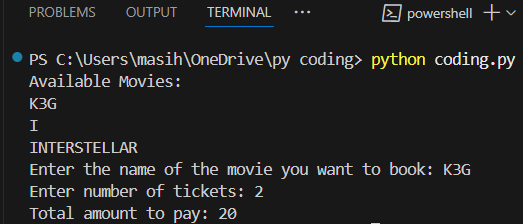 PROBLEMS OUTPUT TERMINAL ... powershell
PS C:\Users\masih\OneDrive\py coding> python coding.py
Available Movies:
K3G
I
INTERSTELLAR
Enter the name of the movie you want to book: K3G
Enter number of tickets: 2
Total amount to pay: 20